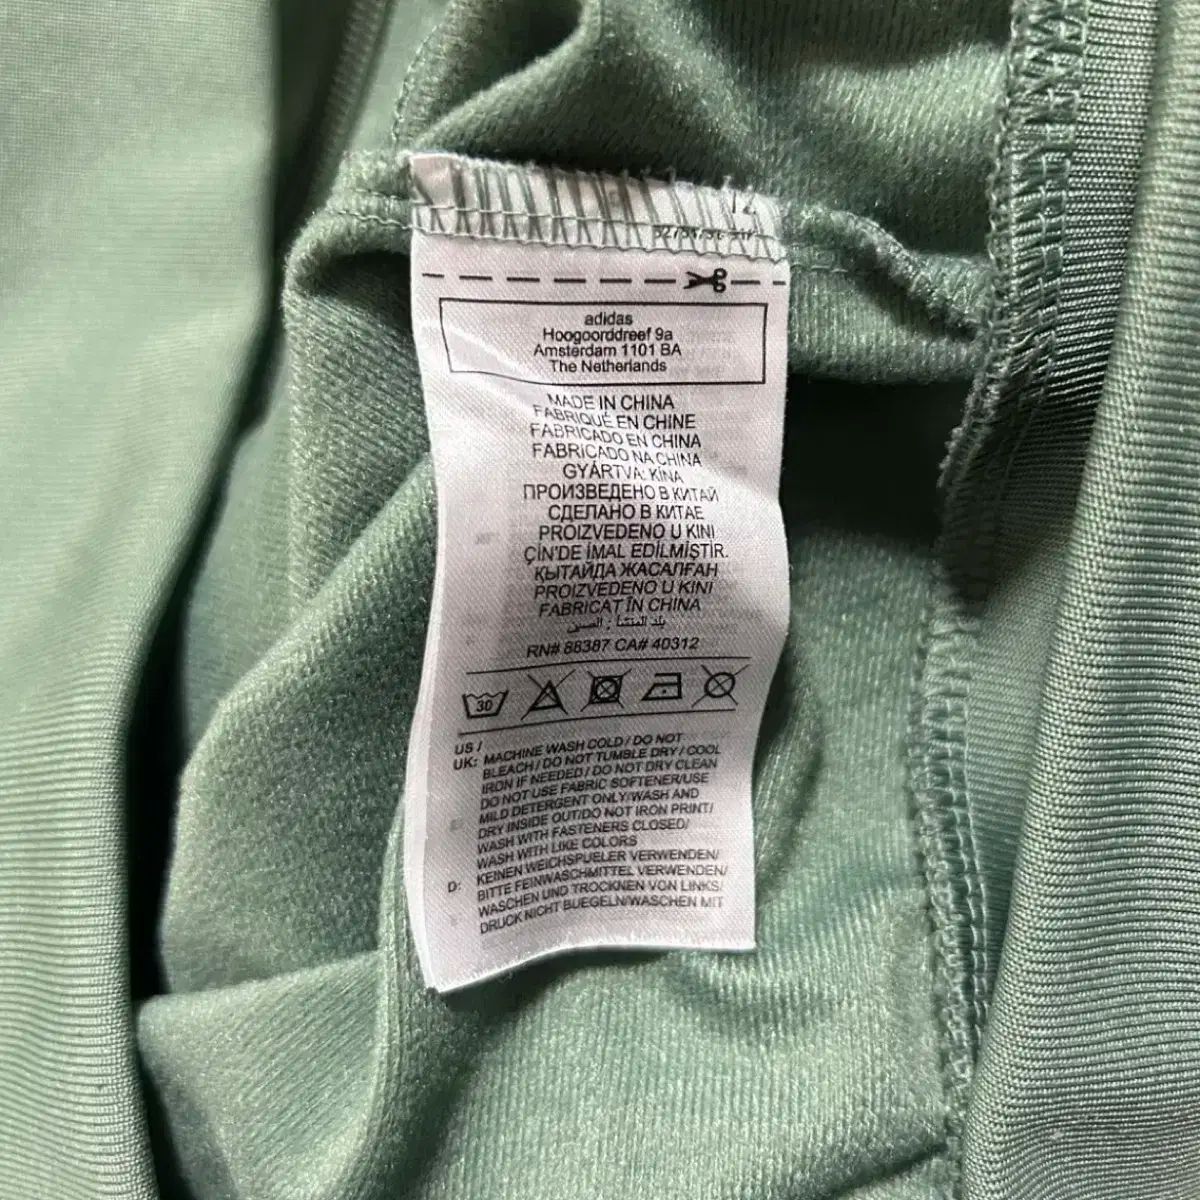 adidas
Hoogoorddreef 9a
Amsterdam 1101 BA
The Netherlands
MADE IN CHINA
FABRIQUÉ EN CHINE
FABRICADO EN CHINA
FABRICADO NA CHINA
GYÁRTVA: KÍNA
ПРОИЗВЕДЕНО В КИТАЙ
СДЕЛАНО В КИТАЕ
PROIZVEDENO U KINI
ÇİN'DE İMAL EDİLMİŞTİR.
ҚЫТАЙДА ЖАСАЛҒАН
PROIZVEDENO U KINI
FABRICAT ÎN CHINA
بلد المنشأ : الصين
RN# 88387 CA# 40312
30
US /
UK: MACHINE WASH COLD / DO NOT
BLEACH / DO NOT TUMBLE DRY / COOL
IRON IF NEEDED / DO NOT DRY CLEAN
DO NOT USE FABRIC SOFTENER/USE
MILD DETERGENT ONLY/WASH AND
DRY INSIDE OUT/DO NOT IRON PRINT/
WASH WITH FASTENERS CLOSED/
WASH WITH LIKE COLORS
D: KEINEN WEICHSPUELER VERWENDEN/
BITTE FEINWASCHMITTEL VERWENDEN/
WASCHEN UND TROCKNEN VON LINKS/
DRUCK NICHT BUEGELN/WASCHEN MIT